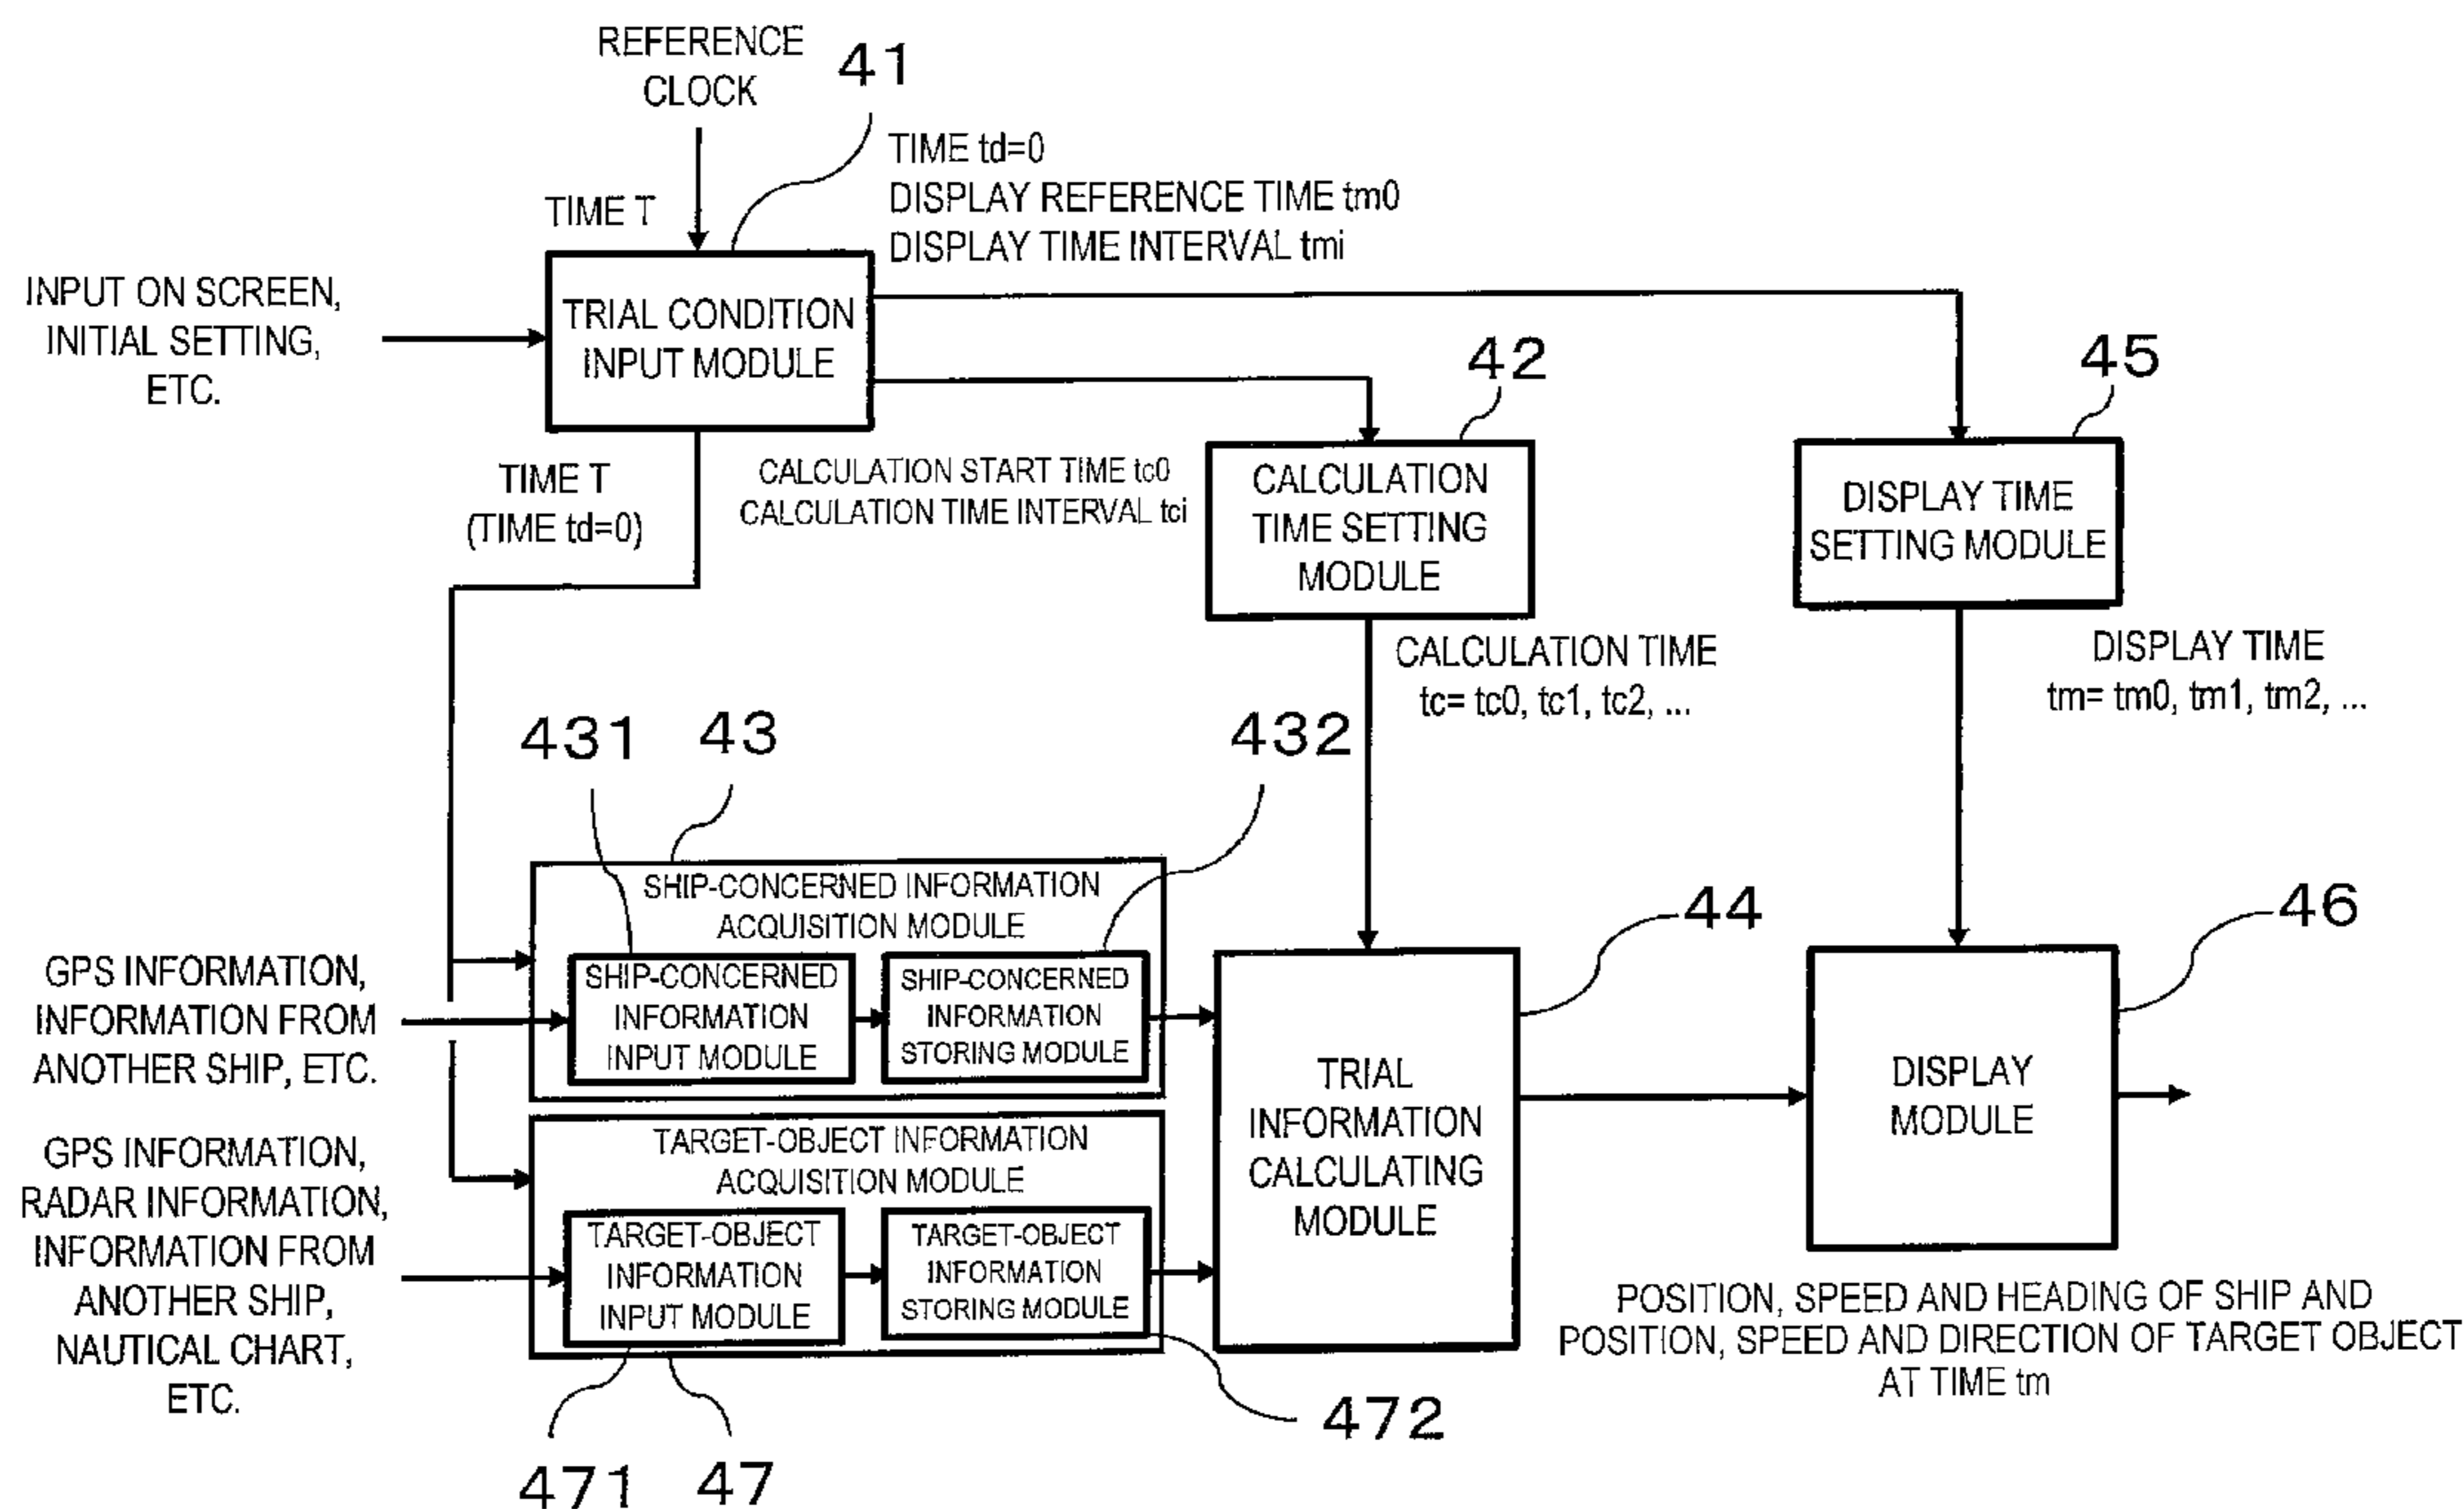 REFERENCE
CLOCK
41
TIME T
TIME td=0
DISPLAY REFERENCE TIME tm0
DISPLAY TIME INTERVAL tmi
INPUT ON SCREEN,
INITIAL SETTING,
ETC.
TRIAL CONDITION
INPUT MODULE
42
45
TIME T
(TIME td=0)
CALCULATION START TIME tc0
CALCULATION TIME INTERVAL tci
CALCULATION
TIME SETTING
MODULE
DISPLAY TIME
SETTING MODULE
CALCULATION TIME
tc= tc0, tc1, tc2, ...
DISPLAY TIME
tm= tm0, tm1, tm2, ...
431
43
432
SHIP-CONCERNED INFORMATION
ACQUISITION MODULE
44
46
GPS INFORMATION,
INFORMATION FROM
ANOTHER SHIP, ETC.
SHIP-CONCERNED
INFORMATION
INPUT MODULE
SHIP-CONCERNED
INFORMATION
STORING MODULE
TRIAL
INFORMATION
CALCULATING
MODULE
DISPLAY
MODULE
GPS INFORMATION,
RADAR INFORMATION,
INFORMATION FROM
ANOTHER SHIP,
NAUTICAL CHART,
ETC.
TARGET-OBJECT INFORMATION
ACQUISITION MODULE
TARGET-OBJECT
INFORMATION
INPUT MODULE
TARGET-OBJECT
INFORMATION
STORING MODULE
POSITION, SPEED AND HEADING OF SHIP AND
POSITION, SPEED AND DIRECTION OF TARGET OBJECT
AT TIME tm
472
471
47